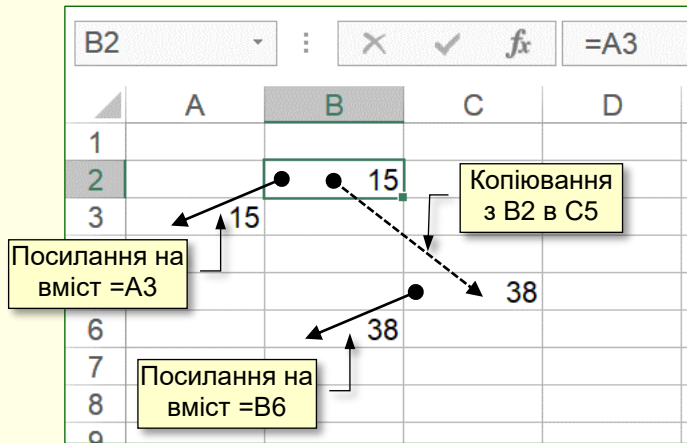 B2 fx =A3
A B C D
1
2 15
3 15
Копіювання
з B2 в C5
Посилання на
вміст =A3
38
6 38
7
Посилання на
вміст =B6
8
9